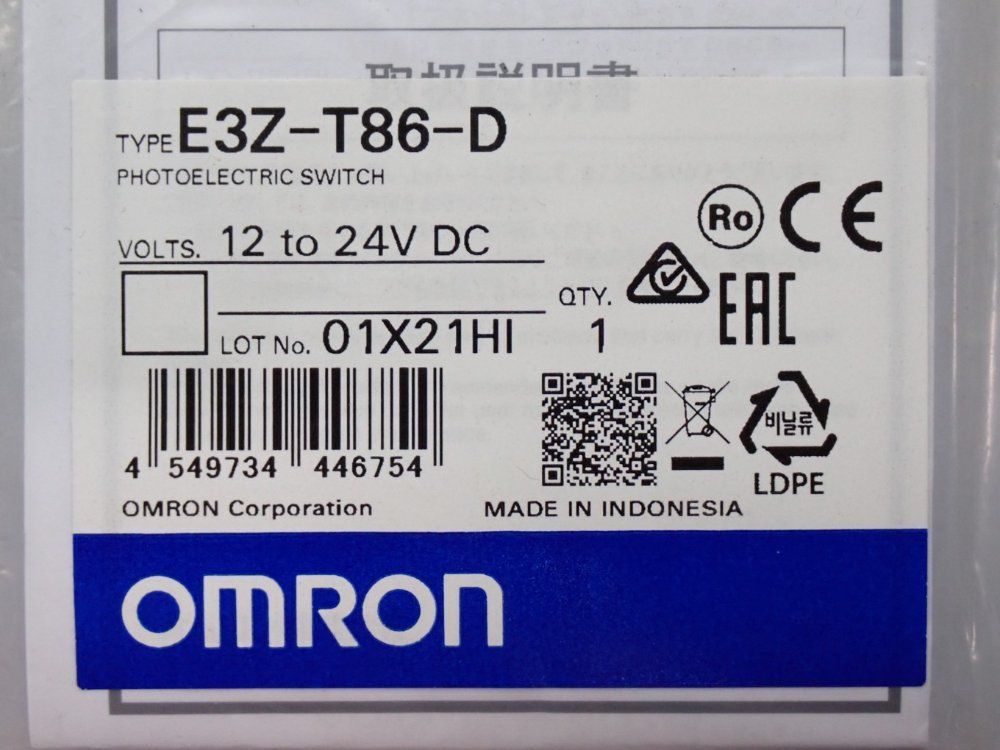 取扱説明書
TYPE E3Z-T86-D
PHOTOELECTRIC SWITCH
VOLTS. 12 to 24V DC
Ro CE
EAC
QTY.
LOT No. 01X21HI 1
4 549734 446754
비닐류
LDPE
OMRON Corporation MADE IN INDONESIA
OMRON